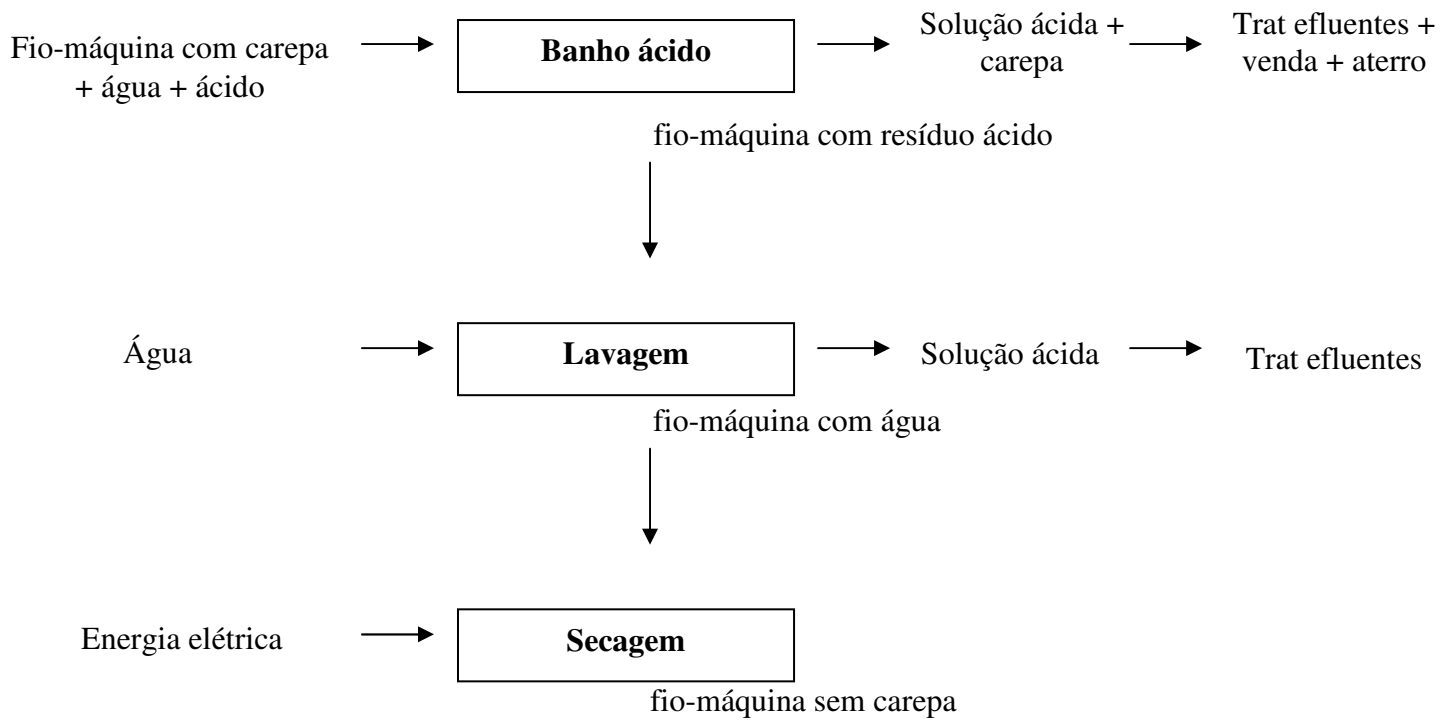 Fio-máquina com carepa
+ água + ácido
Banho ácido
Solução ácida +
carepa
Trat efluentes +
venda + aterro
fio-máquina com resíduo ácido
Água
Lavagem
Solução ácida
Trat efluentes
fio-máquina com água
Energia elétrica
Secagem
fio-máquina sem carepa